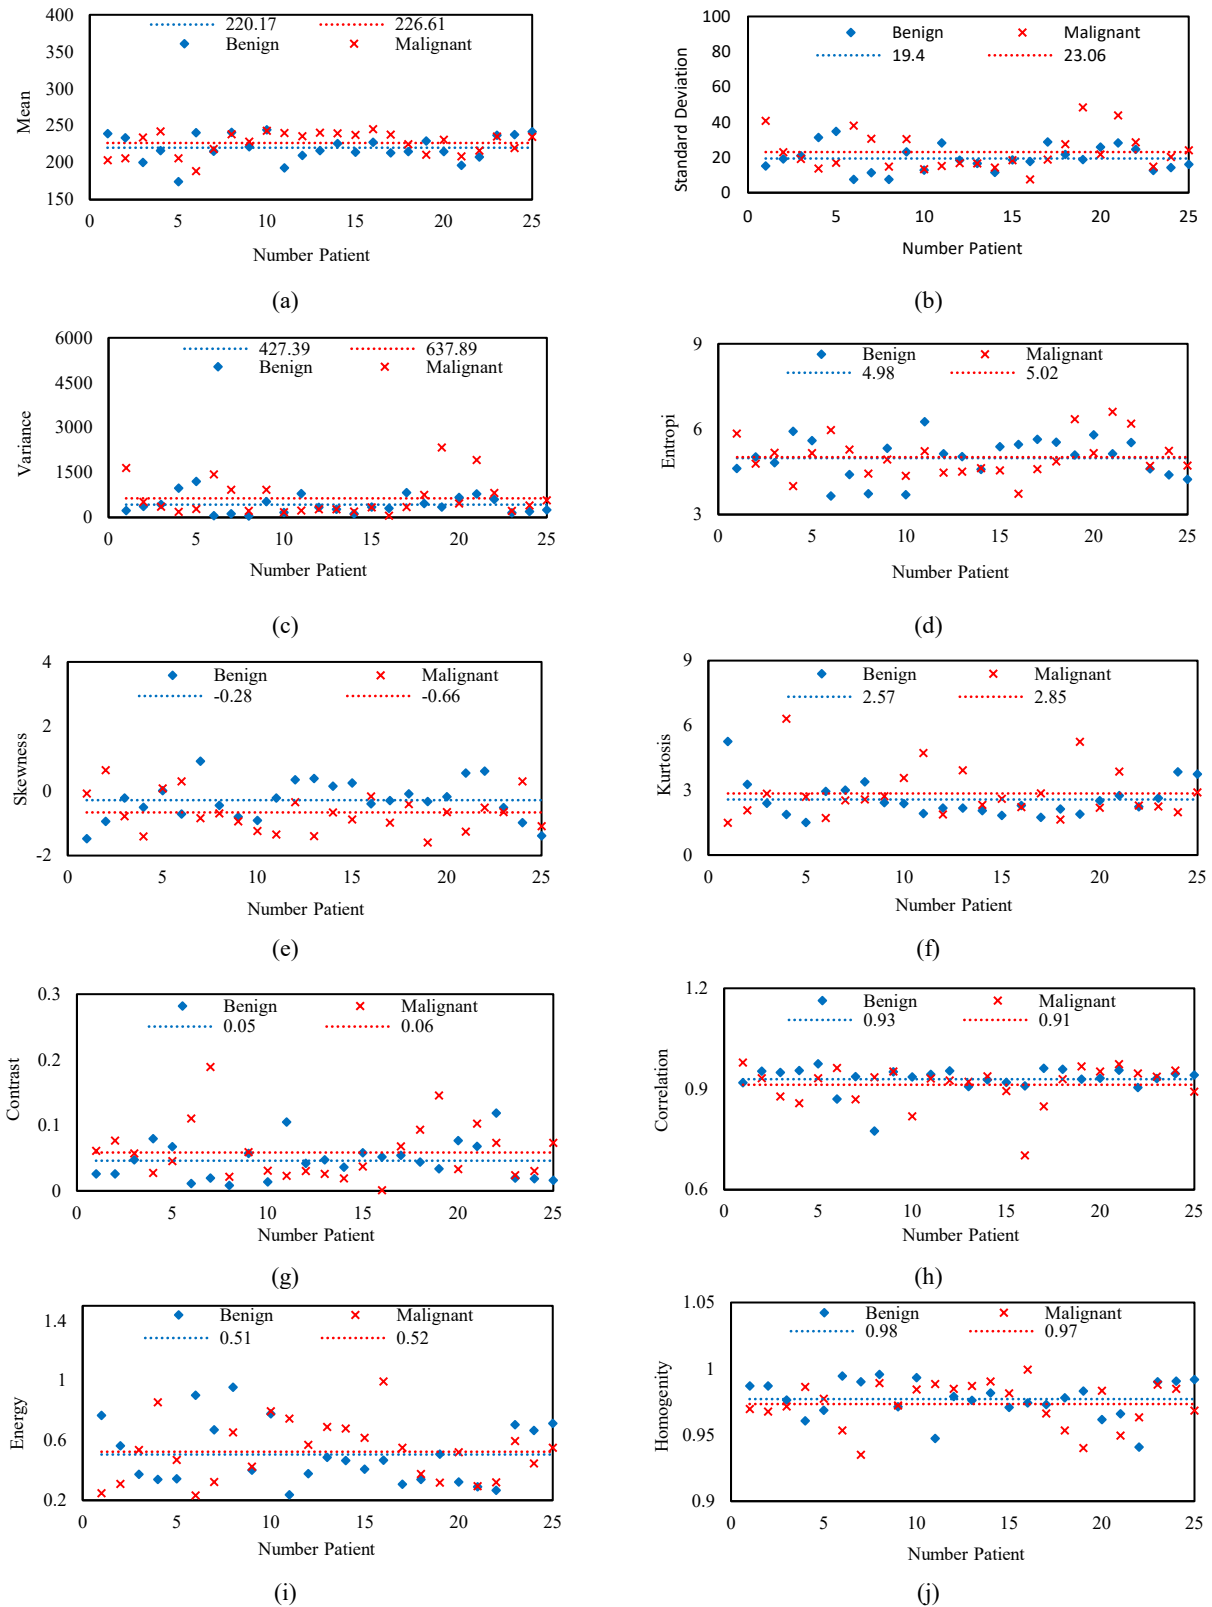 400
350
300
250
200
150
Mean
220.17 226.61
Benign Malignant
0 5 10 15 20 25
Number Patient
(a)
100
80
60
40
20
0
Standard Deviation
Benign Malignant
19.4 23.06
0 5 10 15 20 25
Number Patient
(b)
6000
4500
3000
1500
0
Variance
427.39 637.89
Benign Malignant
0 5 10 15 20 25
Number Patient
(c)
9
6
3
Entropi
Benign Malignant
4.98 5.02
0 5 10 15 20 25
Number Patient
(d)
4
2
0
-2
Skewness
Benign Malignant
-0.28 -0.66
0 5 10 15 20 25
Number Patient
(e)
9
6
3
0
Kurtosis
Benign Malignant
2.57 2.85
0 5 10 15 20 25
Number Patient
(f)
0.3
0.2
0.1
0
Contrast
Benign Malignant
0.05 0.06
0 5 10 15 20 25
Number Patient
(g)
1.2
0.9
0.6
Correlation
Benign Malignant
0.93 0.91
0 5 10 15 20 25
Number Patient
(h)
1.4
1
0.6
0.2
Energy
Benign Malignant
0.51 0.52
0 5 10 15 20 25
Number Patient
(i)
1.05
1
0.95
0.9
Homogenity
Benign Malignant
0.98 0.97
0 5 10 15 20 25
Number Patient
(j)